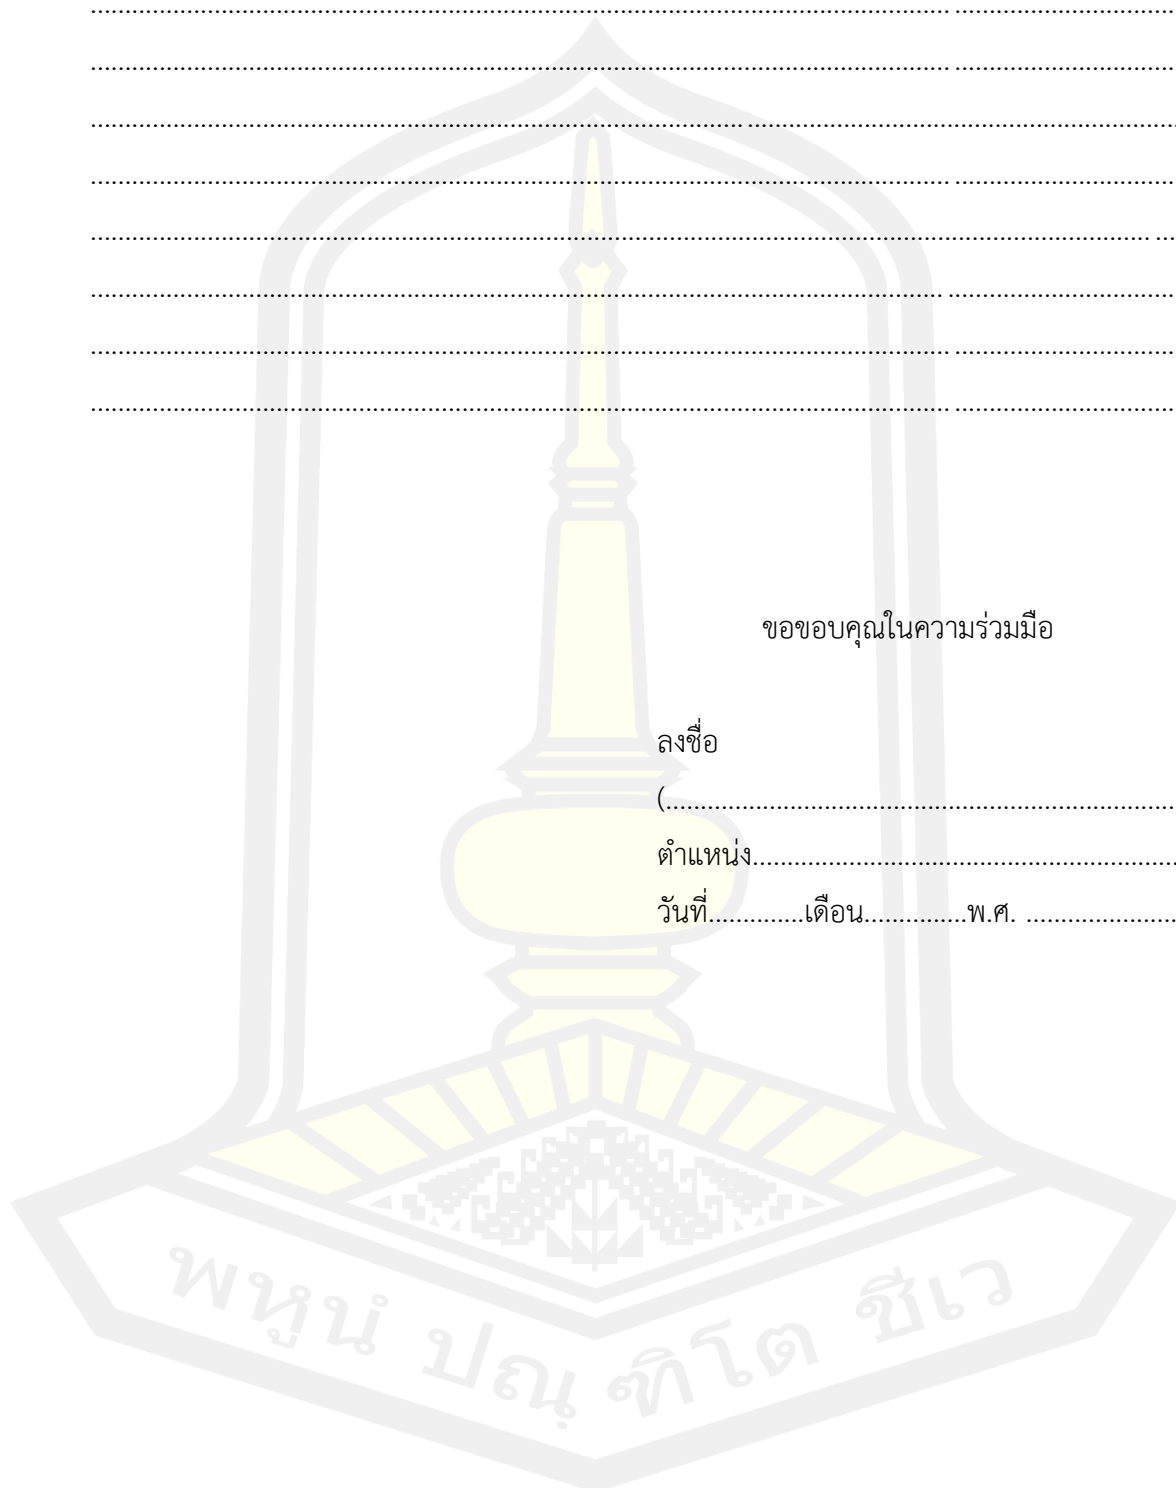 ........................................................................................................................... ................................
........................................................................................................................... ................................
.............................................................................................. ..............................................................
........................................................................................................................... ................................
......................................................................................................................................................... ...
.......................................................................................................................... .................................
........................................................................................................................... ................................
........................................................................................................................... ................................
ขอขอบคุณในความร่วมมือ
ลงชื่อ
(..........................................................................
ตำแหน่ง.............................................................
วันที่..............เดือน...............พ.ศ. ......................
พหูนํ ปณฺฑิโต ชีเว